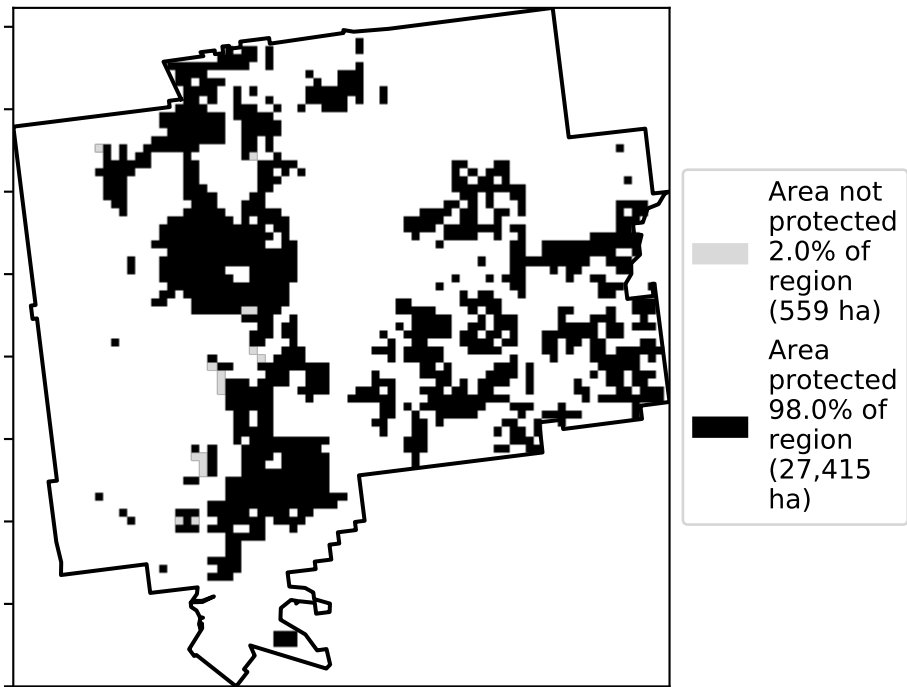 Area not
protected
2.0% of
region
(559 ha)
Area
protected
98.0% of
region
(27,415
ha)